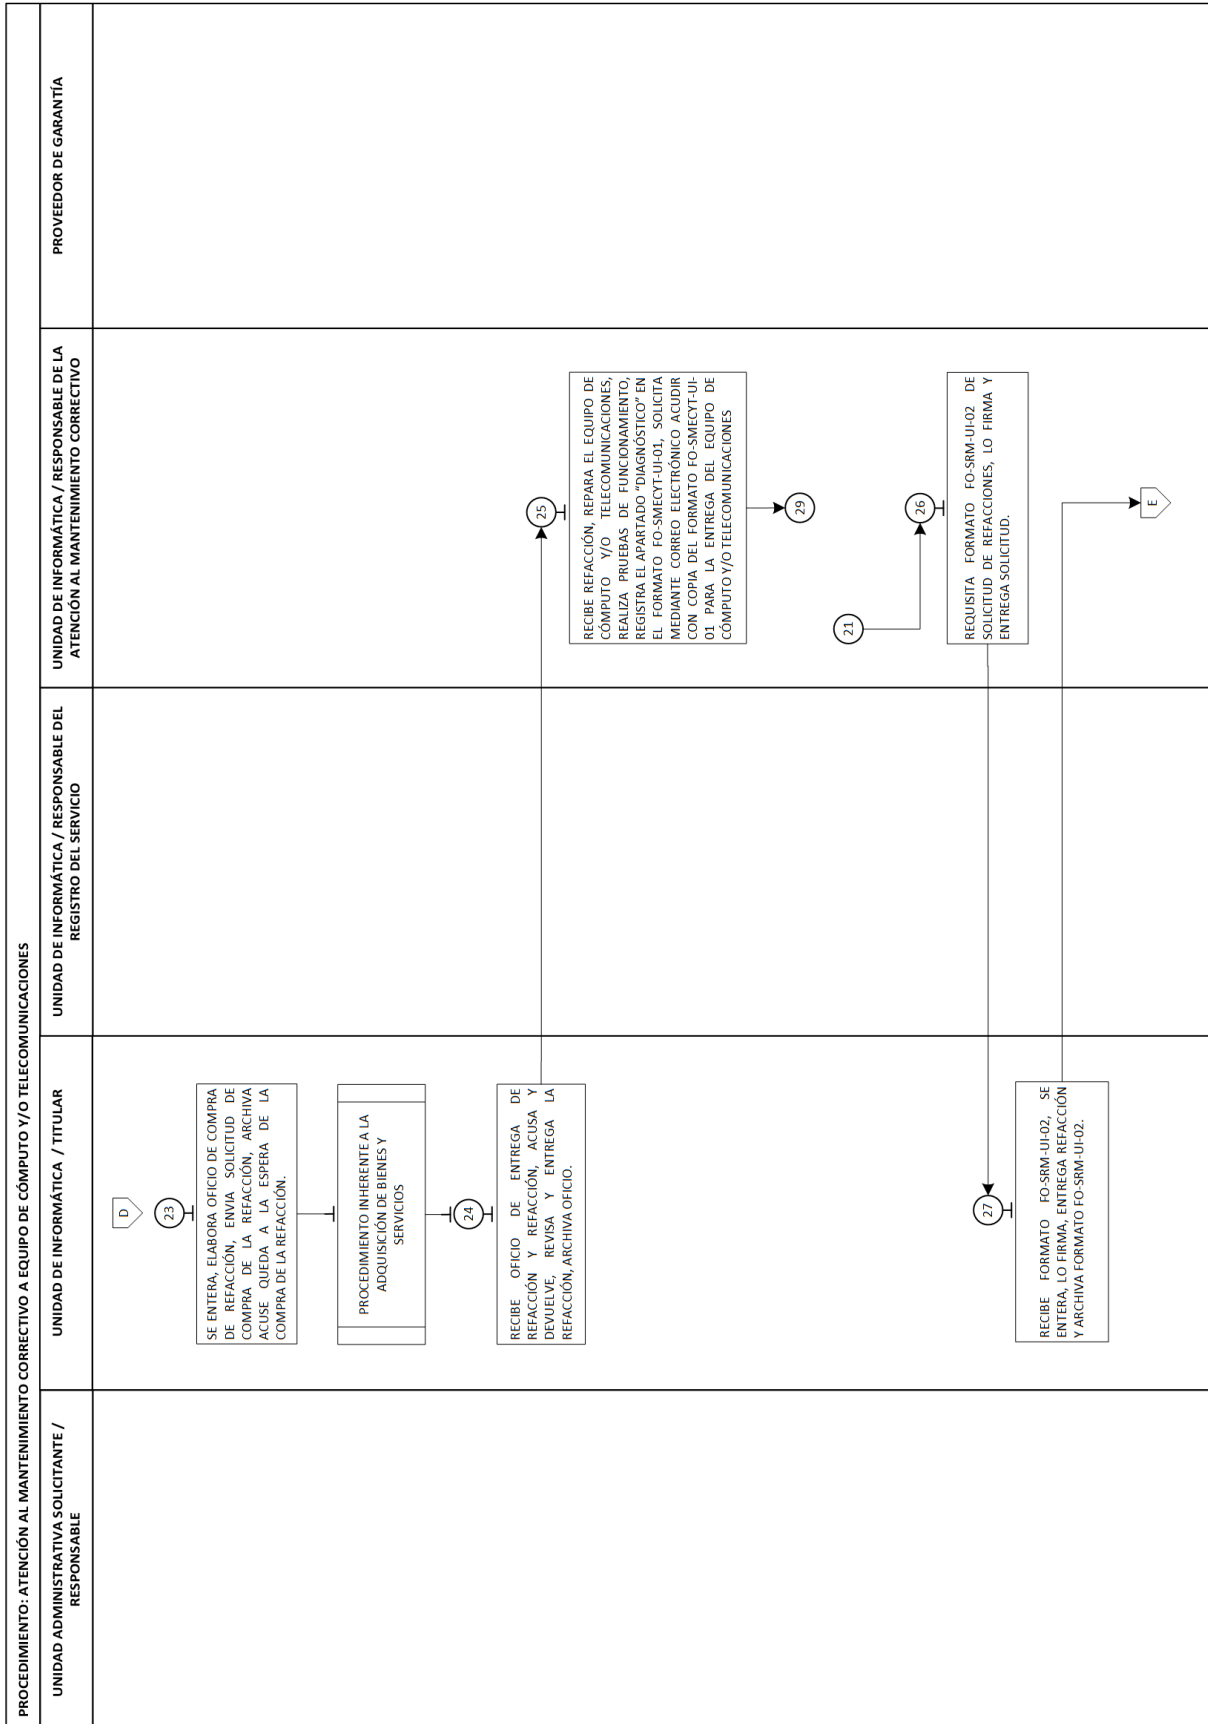 PROCEDIMIENTO: ATENCIÓN AL MANTENIMIENTO CORRECTIVO A EQUIPO DE CÓMPUTO Y/O TELECOMUNICACIONES
UNIDAD ADMINISTRATIVA SOLICITANTE /
RESPONSABLE
UNIDAD DE INFORMÁTICA / TITULAR
UNIDAD DE INFORMÁTICA / RESPONSABLE DEL
REGISTRO DEL SERVICIO
UNIDAD DE INFORMÁTICA / RESPONSABLE DE LA
ATENCIÓN AL MANTENIMIENTO CORRECTIVO
PROVEEDOR DE GARANTÍA
D
23
SE ENTERA, ELABORA OFICIO DE COMPRA
DE REFACCIÓN, ENVIA SOLICITUD DE
COMPRA DE LA REFACCIÓN, ARCHIVA
ACUSE QUEDA A LA ESPERA DE LA
COMPRA DE LA REFACCIÓN.
PROCEDIMIENTO INHERENTE A LA
ADQUISICIÓN DE BIENES Y
SERVICIOS
24
RECIBE OFICIO DE ENTREGA DE
REFACCIÓN Y REFACCIÓN, ACUSA Y
DEVUELVE, REVISA Y ENTREGA LA
REFACCIÓN, ARCHIVA OFICIO.
25
RECIBE REFACCIÓN, REPARA EL EQUIPO DE
CÓMPUTO Y/O TELECOMUNICACIONES,
REALIZA PRUEBAS DE FUNCIONAMIENTO,
REGISTRA EL APARTADO "DIAGNÓSTICO" EN
EL FORMATO FO-SMECYT-UI-01, SOLICITA
MEDIANTE CORREO ELECTRÓNICO ACUDIR
CON COPIA DEL FORMATO FO-SMECYT-UI-
01 PARA LA ENTREGA DEL EQUIPO DE
CÓMPUTO Y/O TELECOMUNICACIONES
29
21
26
REQUISITA FORMATO FO-SRM-UI-02 DE
SOLICITUD DE REFACCIONES, LO FIRMA Y
ENTREGA SOLICITUD.
27
RECIBE FORMATO FO-SRM-UI-02, SE
ENTERA, LO FIRMA, ENTREGA REFACCIÓN
Y ARCHIVA FORMATO FO-SRM-UI-02.
E